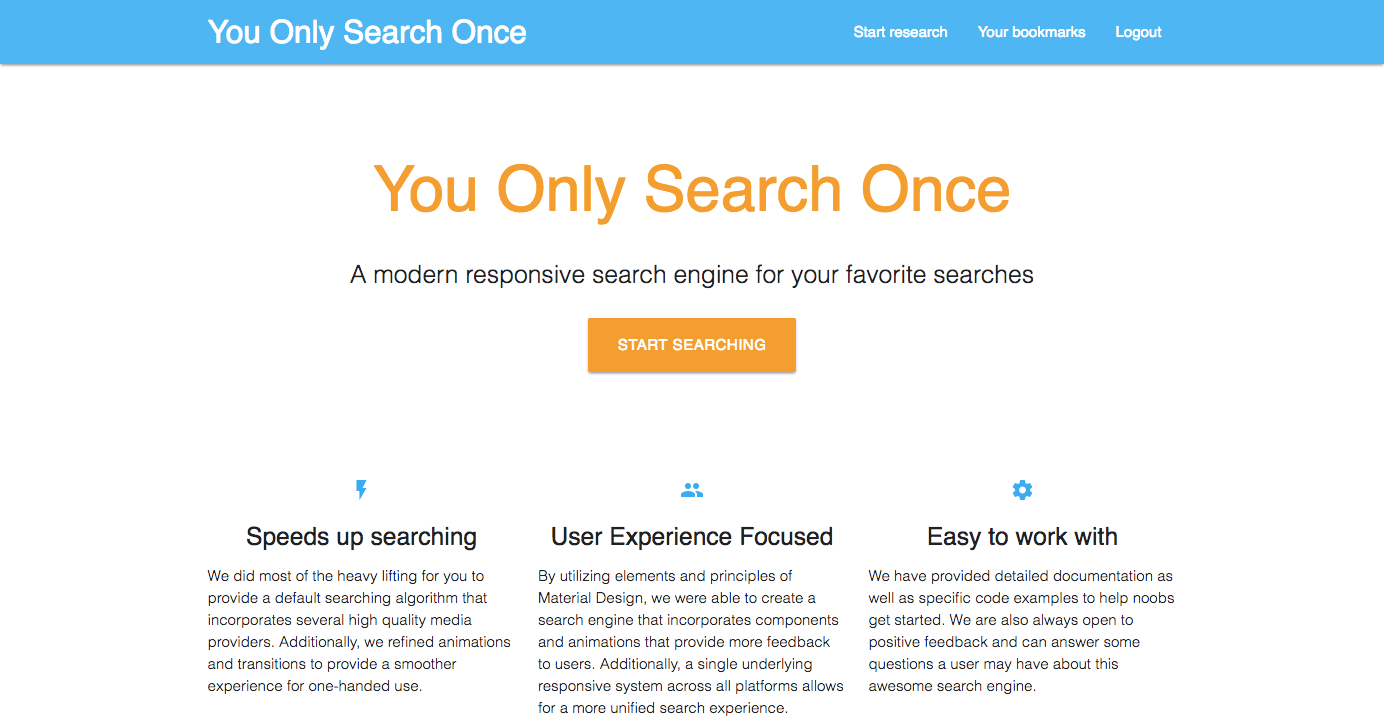 You Only Search Once
Start research
Your bookmarks
Logout
You Only Search Once
A modern responsive search engine for your favorite searches
START SEARCHING
Speeds up searching
We did most of the heavy lifting for you to
provide a default searching algorithm that
incorporates several high quality media
providers. Additionally, we refined animations
and transitions to provide a smoother
experience for one-handed use.
User Experience Focused
By utilizing elements and principles of
Material Design, we were able to create a
search engine that incorporates components
and animations that provide more feedback
to users. Additionally, a single underlying
responsive system across all platforms allows
for a more unified search experience.
Easy to work with
We have provided detailed documentation as
well as specific code examples to help noobs
get started. We are also always open to
positive feedback and can answer some
questions a user may have about this
awesome search engine.